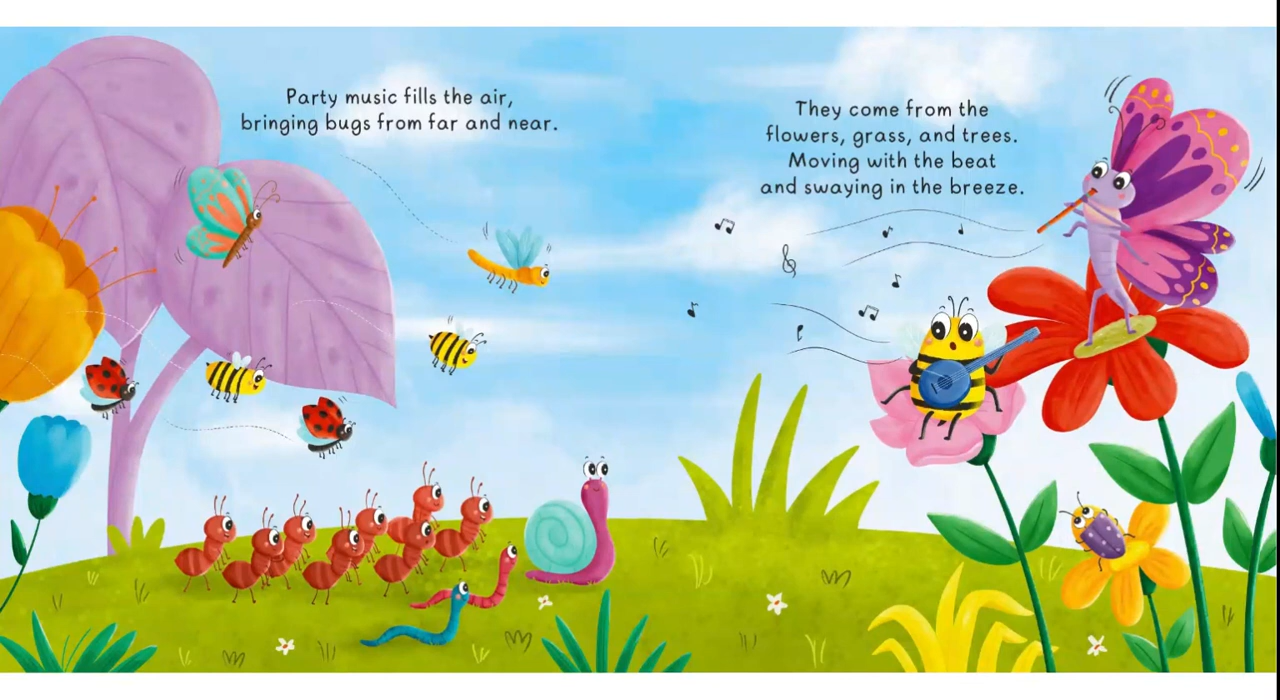 Party music fills the air,
bringing bugs from far and near.
They come from the
flowers, grass, and trees.
Moving with the beat
and swaying in the breeze.